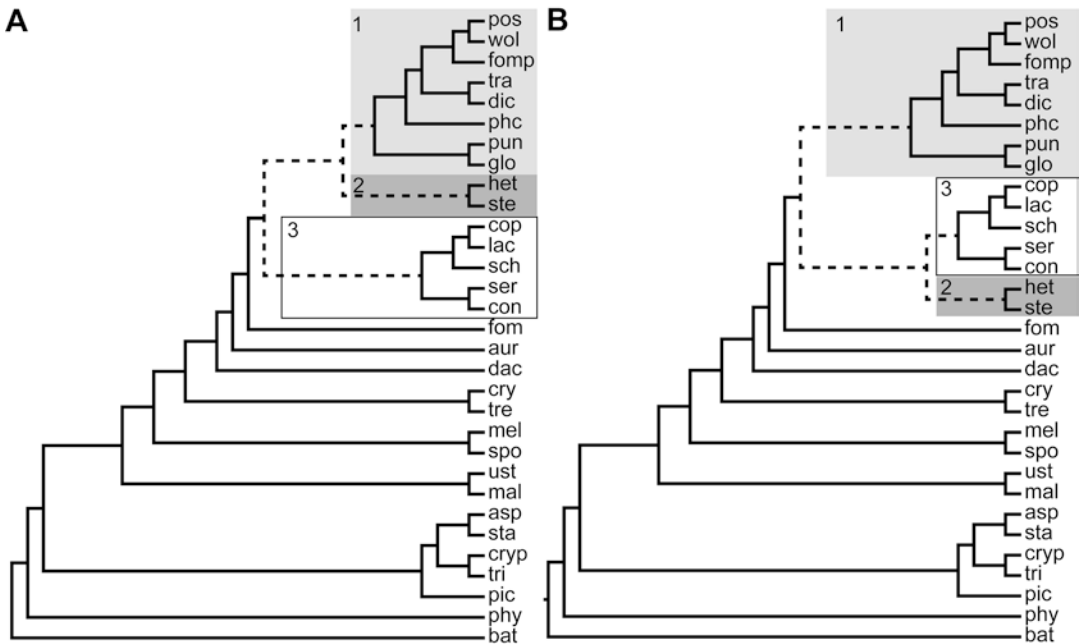 A
1
pos
wol
fomp
tra
dic
phc
pun
glo
2
het
ste
3
cop
lac
sch
ser
con
fom
aur
dac
cry
tre
mel
spo
ust
mal
asp
sta
cryp
tri
pic
phy
bat
B
1
pos
wol
fomp
tra
dic
phc
pun
glo
3
cop
lac
sch
ser
con
2
het
ste
fom
aur
dac
cry
tre
mel
spo
ust
mal
asp
sta
cryp
tri
pic
phy
bat